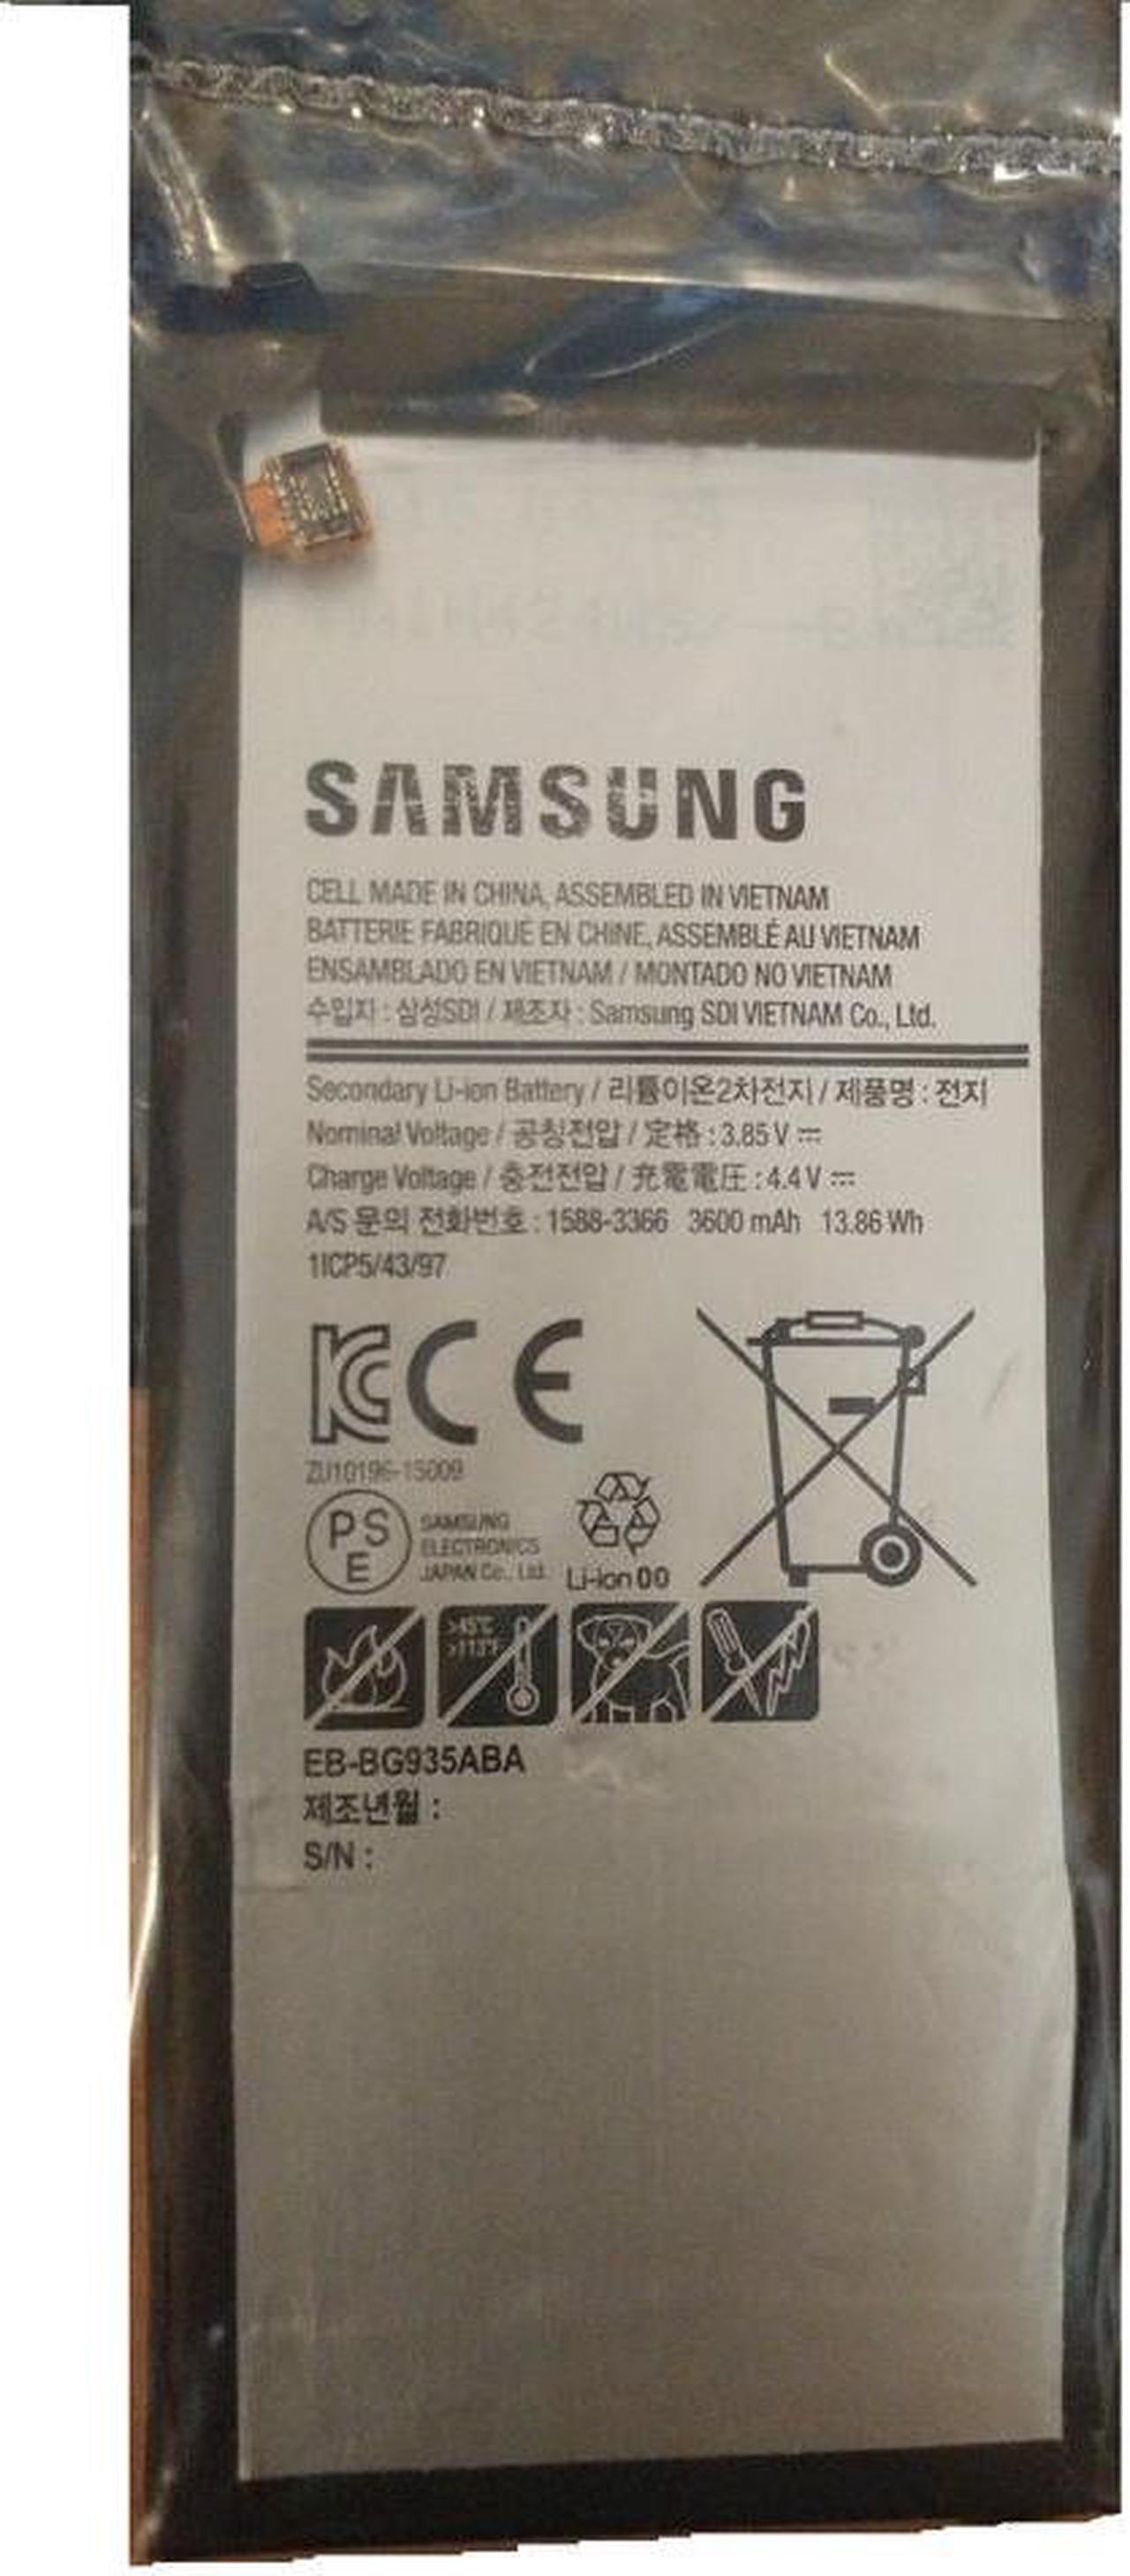 SAMSUNG
CELL MADE IN CHINA, ASSEMBLED IN VIETNAM
BATTERIE FABRIQUE EN CHINE, ASSEMBLÉ AU VIETNAM
ENSAMBLADO EN VIETNAM / MONTADO NO VIETNAM
수입자 : 삼성SDI / 제조자 : Samsung SDI VIETNAM Co., Ltd.
Secondary Li-ion Battery / 리튬이온2차전지 / 제품명 : 전지
Nominal Voltage / 공칭전압 / 定格 : 3.85 V
Charge Voltage / 충전전압 / 充電電圧 : 4.4 V
A/S 문의 전화번호 : 1588-3366 3600 mAh 13.86 Wh
1ICP5/43/97
KC CE
ZU10196-15009
PS
E
SAMSUNG
ELECTRONICS
JAPAN Co., Ltd.
Li-ion 00
>45°C
>113°F
EB-BG935ABA
제조년월 :
S/N :